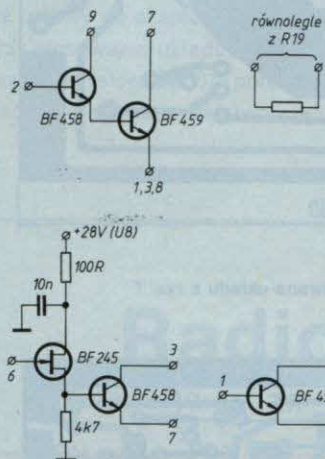 9
7
równolegle
z R19
2
BF458
BF459
1,3,8
+28V (U8)
100R
10n
BF245
6
3
BF458
1
4k7
7